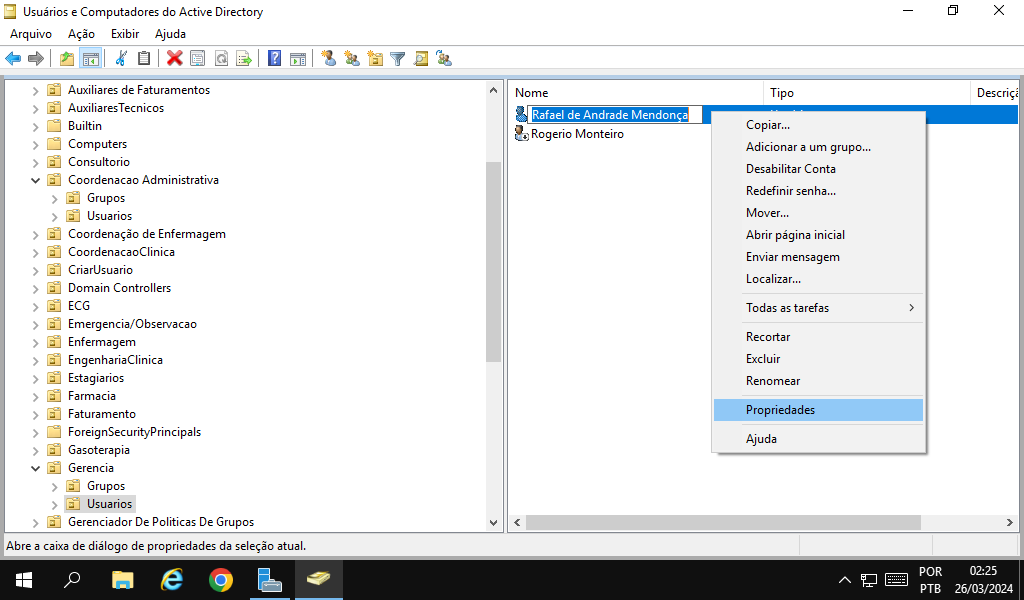 Usuários e Computadores do Active Directory
Arquivo Ação Exibir Ajuda
Auxiliares de Faturamentos
AuxiliaresTecnicos
Builtin
Computers
Consultorio
Coordenacao Administrativa
Grupos
Usuarios
Coordenação de Enfermagem
CoordenacaoClinica
CriarUsuario
Domain Controllers
ECG
Emergencia/Observacao
Enfermagem
EngenhariaClinica
Estagiarios
Farmacia
Faturamento
ForeignSecurityPrincipals
Gasoterapia
Gerencia
Grupos
Usuarios
Gerenciador De Politicas De Grupos
Nome Tipo
Rafael de Andrade Mendonça
Rogerio Monteiro
Copiar...
Adicionar a um grupo...
Desabilitar Conta
Redefinir senha...
Mover...
Abrir página inicial
Enviar mensagem
Localizar...
Todas as tarefas
Recortar
Excluir
Renomear
Propriedades
Ajuda
Abre a caixa de diálogo de propriedades da seleção atual.
POR 02:25
PTB 26/03/2024